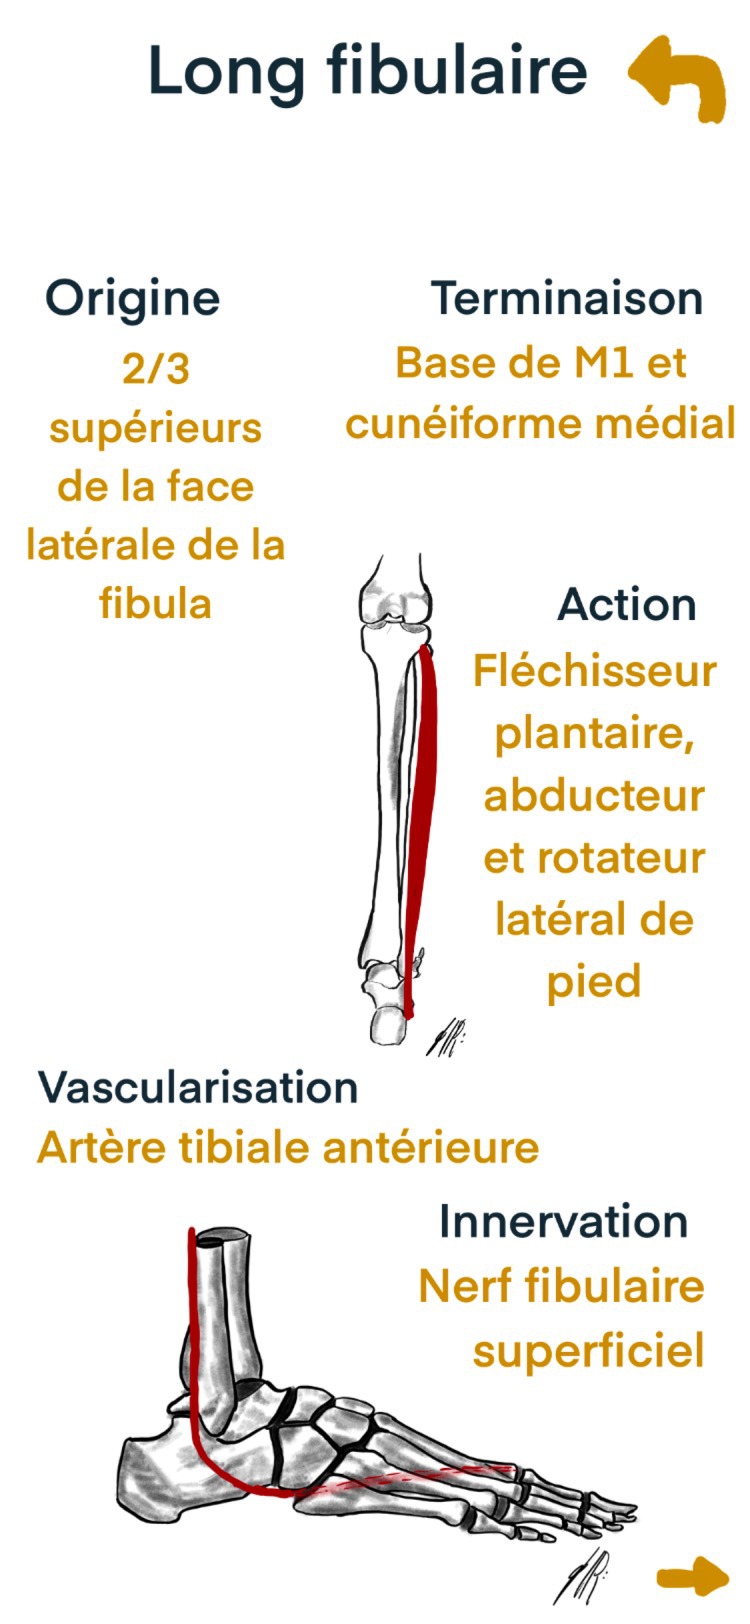 Long fibulaire
Origine
2/3
supérieurs
de la face
latérale de la
fibula
Terminaison
Base de M1 et
cunéiforme médial
Action
Fléchisseur
plantaire,
abducteur
et rotateur
latéral de
pied
Vascularisation
Artère tibiale antérieure
Innervation
Nerf fibulaire
superficiel